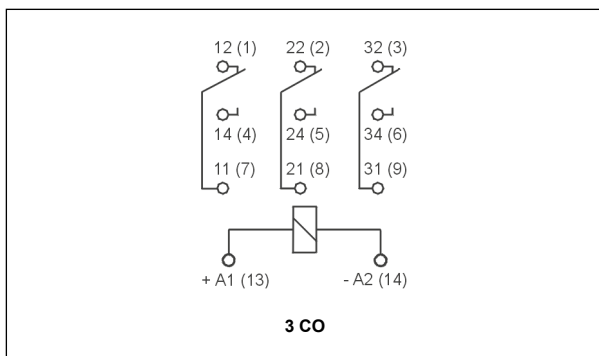 12 (1) 22 (2) 32 (3)
14 (4) 24 (5) 34 (6)
11 (7) 21 (8) 31 (9)
+ A1 (13) - A2 (14)
3 CO